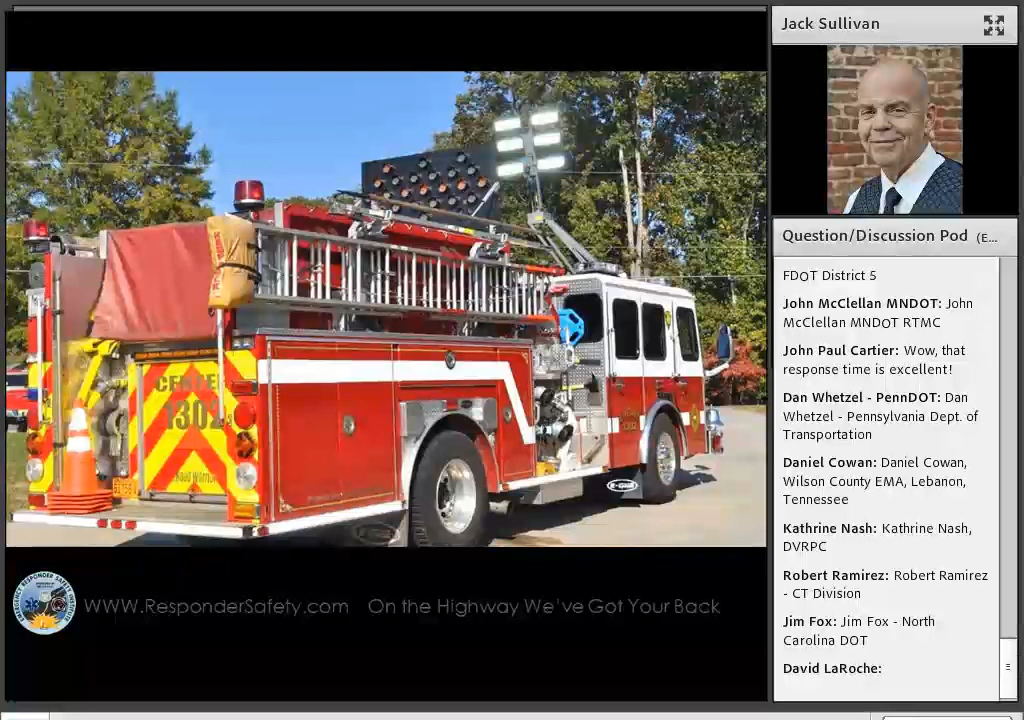 Jack Sullivan
CENTER
1302
E-ONE
WWW.ResponderSafety.com On the Highway We've Got Your Back
Question/Discussion Pod (E...
FDOT District 5
John McClellan MNDOT: John
McClellan MNDOT RTMC
John Paul Cartier: Wow, that
response time is excellent!
Dan Whetzel - PennDOT: Dan
Whetzel - Pennsylvania Dept. of
Transportation
Daniel Cowan: Daniel Cowan,
Wilson County EMA, Lebanon,
Tennessee
Kathrine Nash: Kathrine Nash,
DVRPC
Robert Ramirez: Robert Ramirez
- CT Division
Jim Fox: Jim Fox - North
Carolina DOT
David LaRoche: